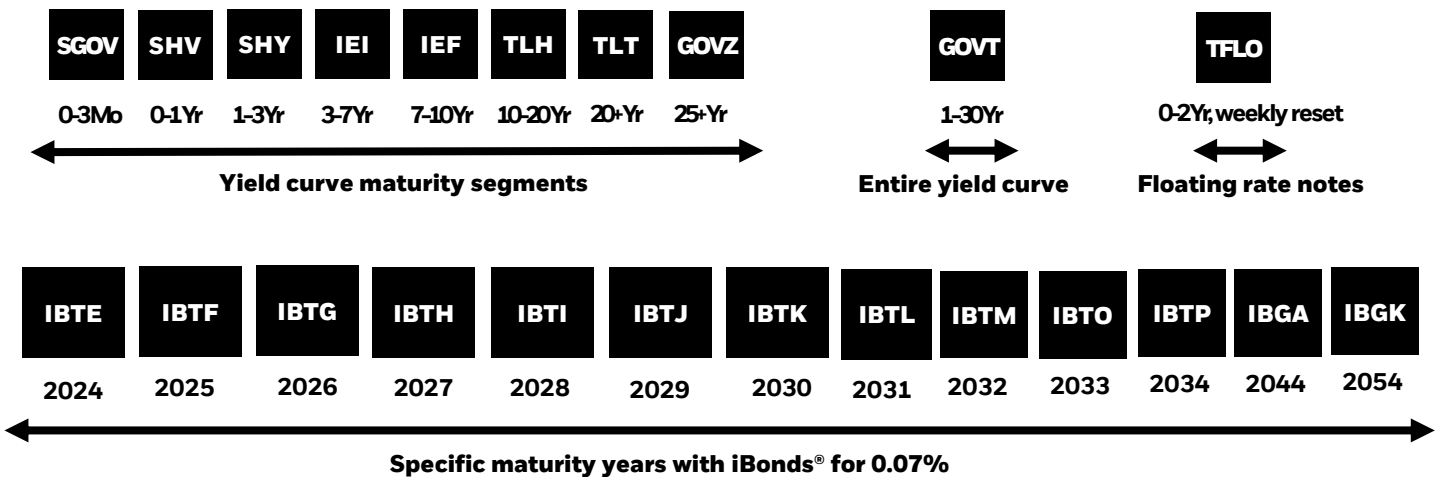 SGOV SHV SHY IEI IEF TLH TLT GOVZ GOVT TFLO
0-3Mo 0-1Yr 1-3Yr 3-7Yr 7-10Yr 10-20Yr 20+Yr 25+Yr 1-30Yr 0-2Yr, weekly reset
Yield curve maturity segments Entire yield curve Floating rate notes
IBTE IBTF IBTG IBTH IBTI IBTJ IBTK IBTL IBTM IBTO IBTP IBGA IBGK
2024 2025 2026 2027 2028 2029 2030 2031 2032 2033 2034 2044 2054
Specific maturity years with iBonds® for 0.07%